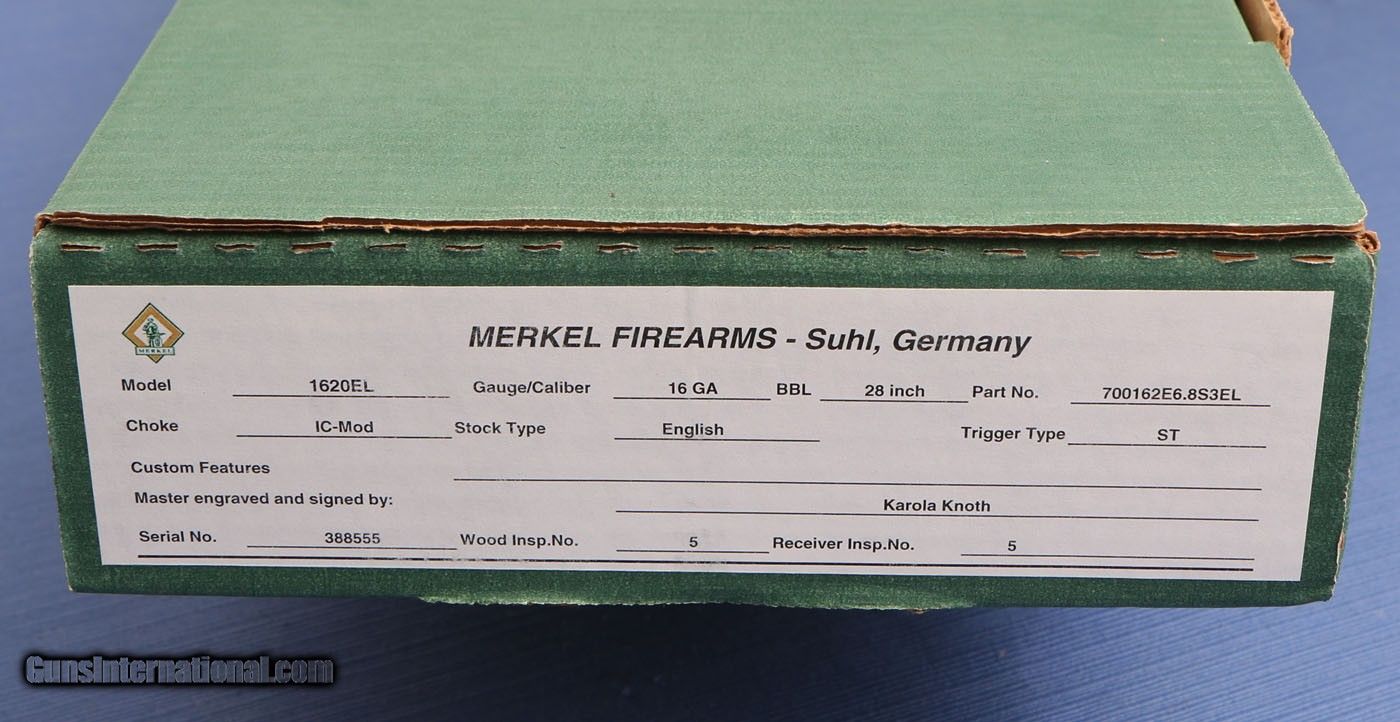 MERKEL
MERKEL FIREARMS - Suhl, Germany
Model 1620EL Gauge/Caliber 16 GA BBL 28 inch Part No. 700162E6.8S3EL
Choke IC-Mod Stock Type English Trigger Type ST
Custom Features
Master engraved and signed by: Karola Knoth
Serial No. 388555 Wood Insp.No. 5 Receiver Insp.No. 5
GunsInternational.com